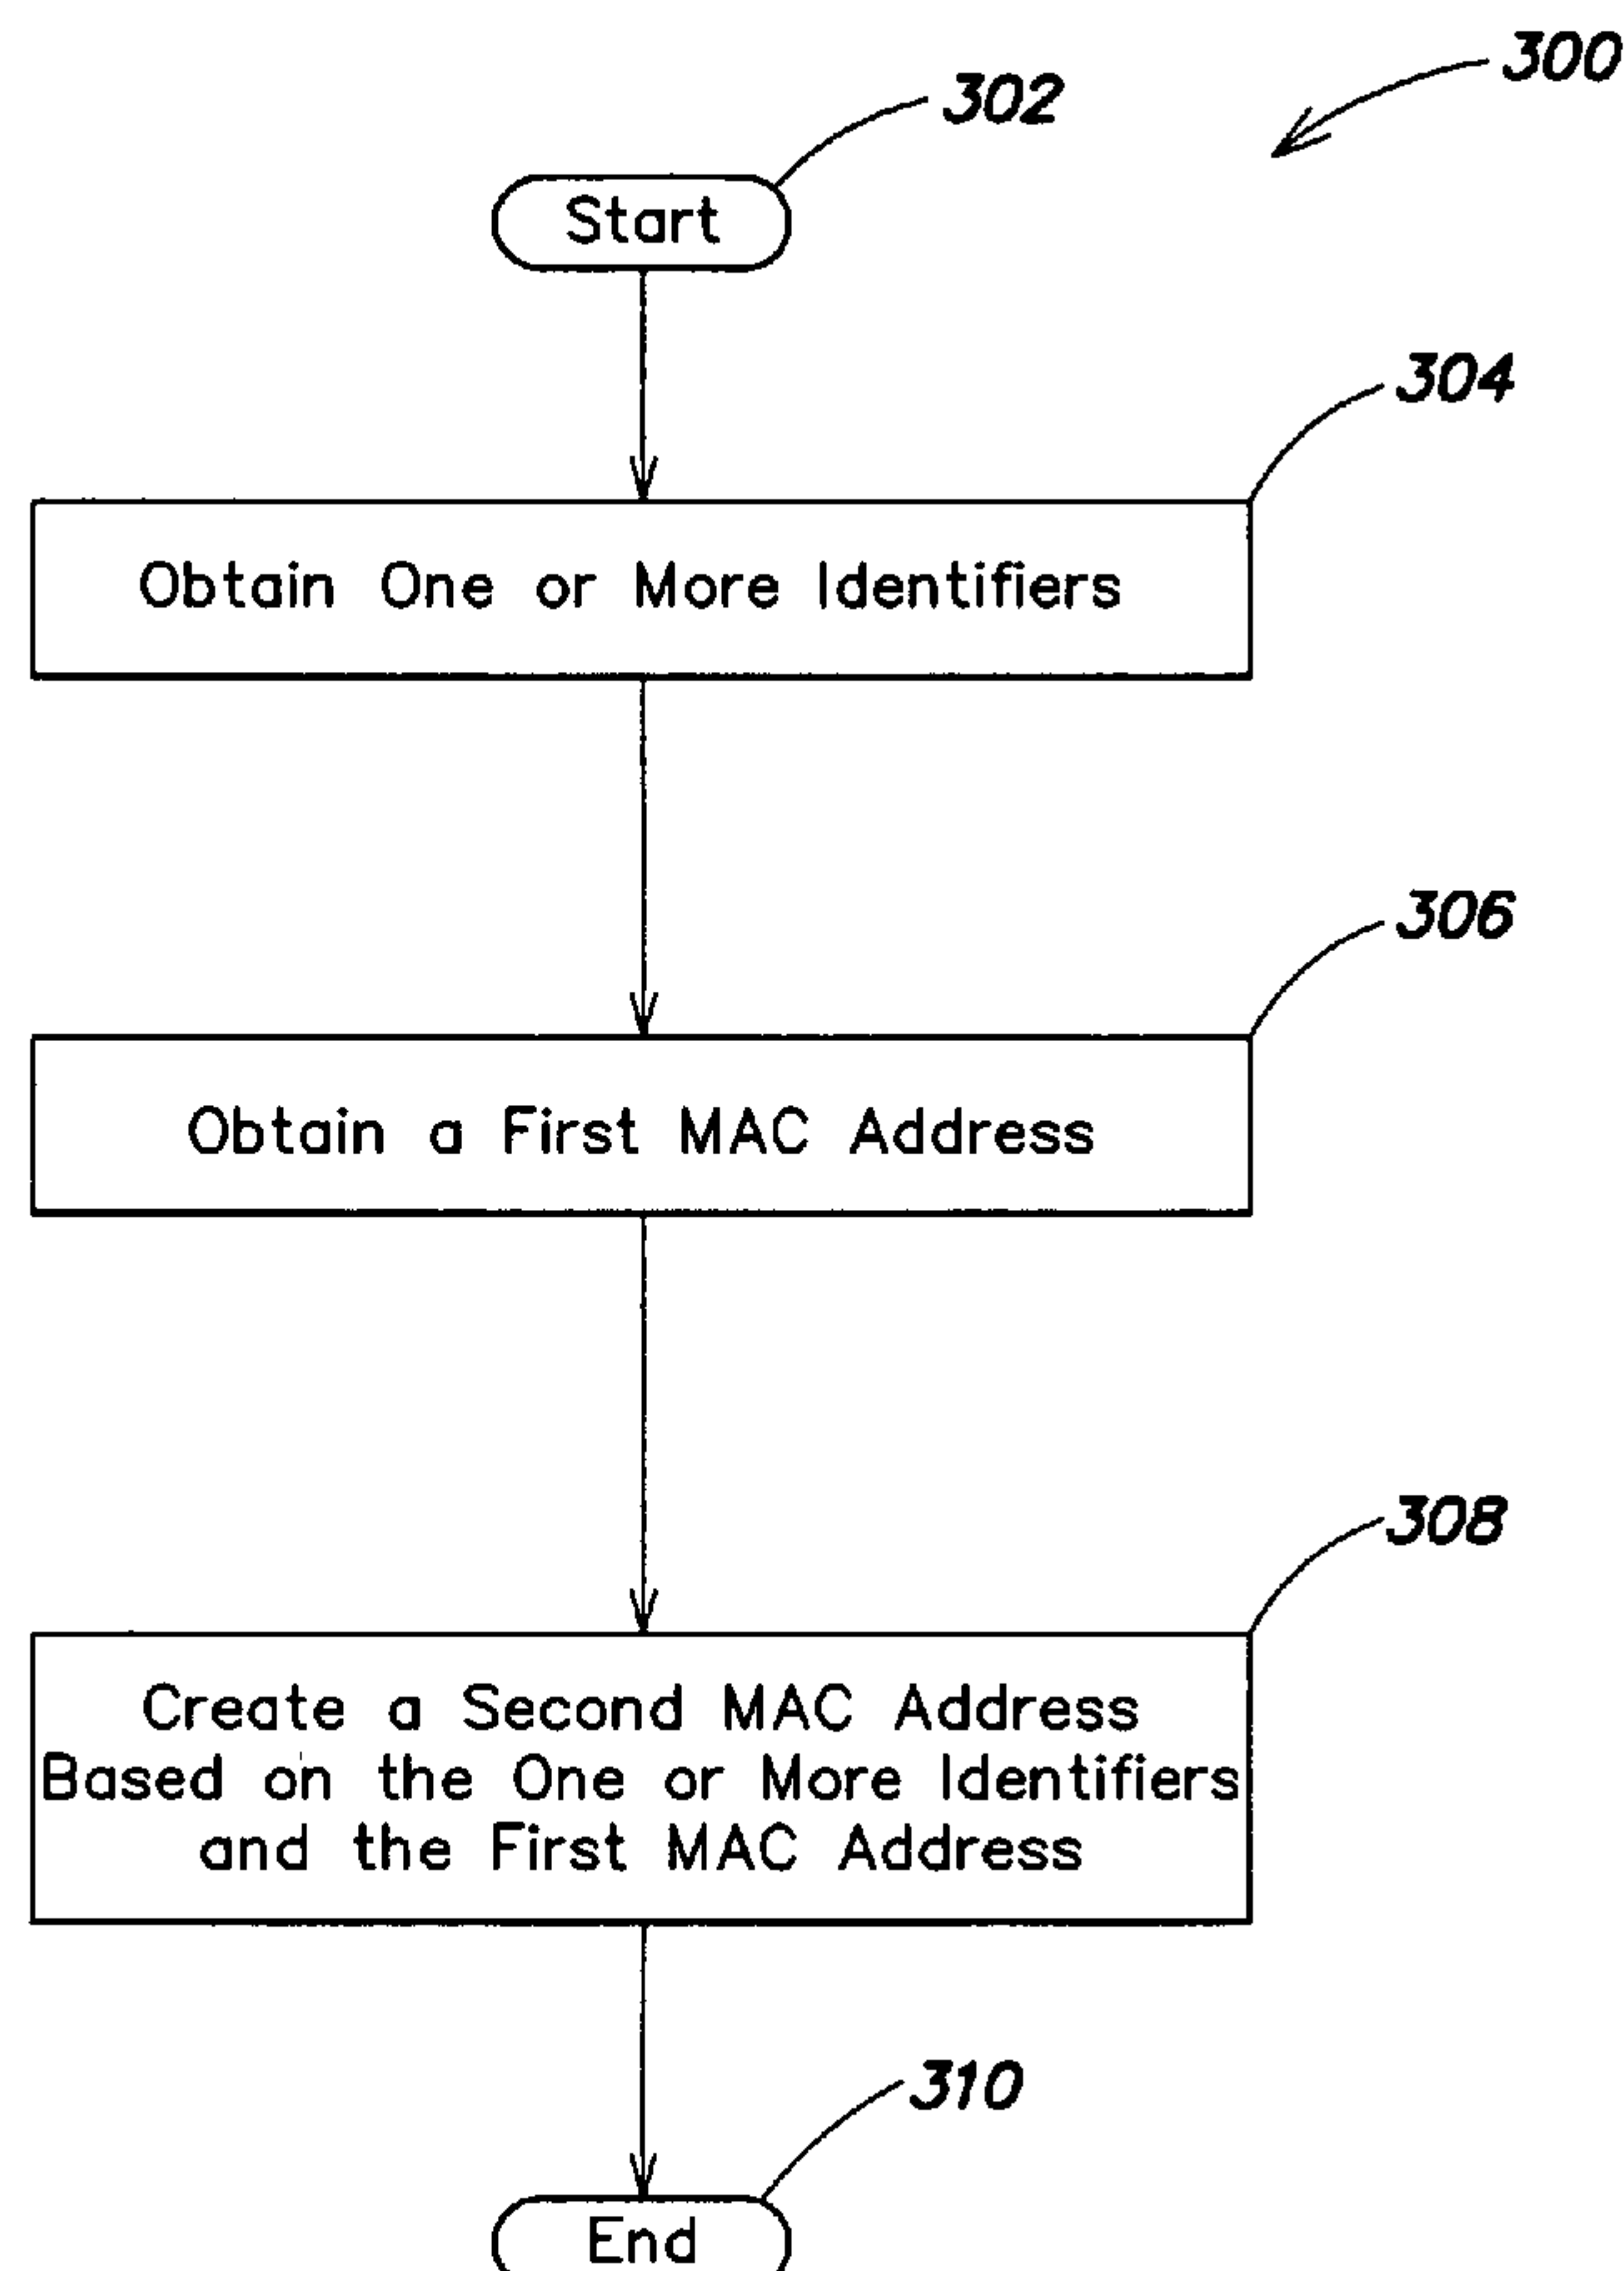 300
302
Start
304
Obtain One or More Identifiers
306
Obtain a First MAC Address
308
Create a Second MAC Address
Based on the One or More Identifiers
and the First MAC Address
310
End